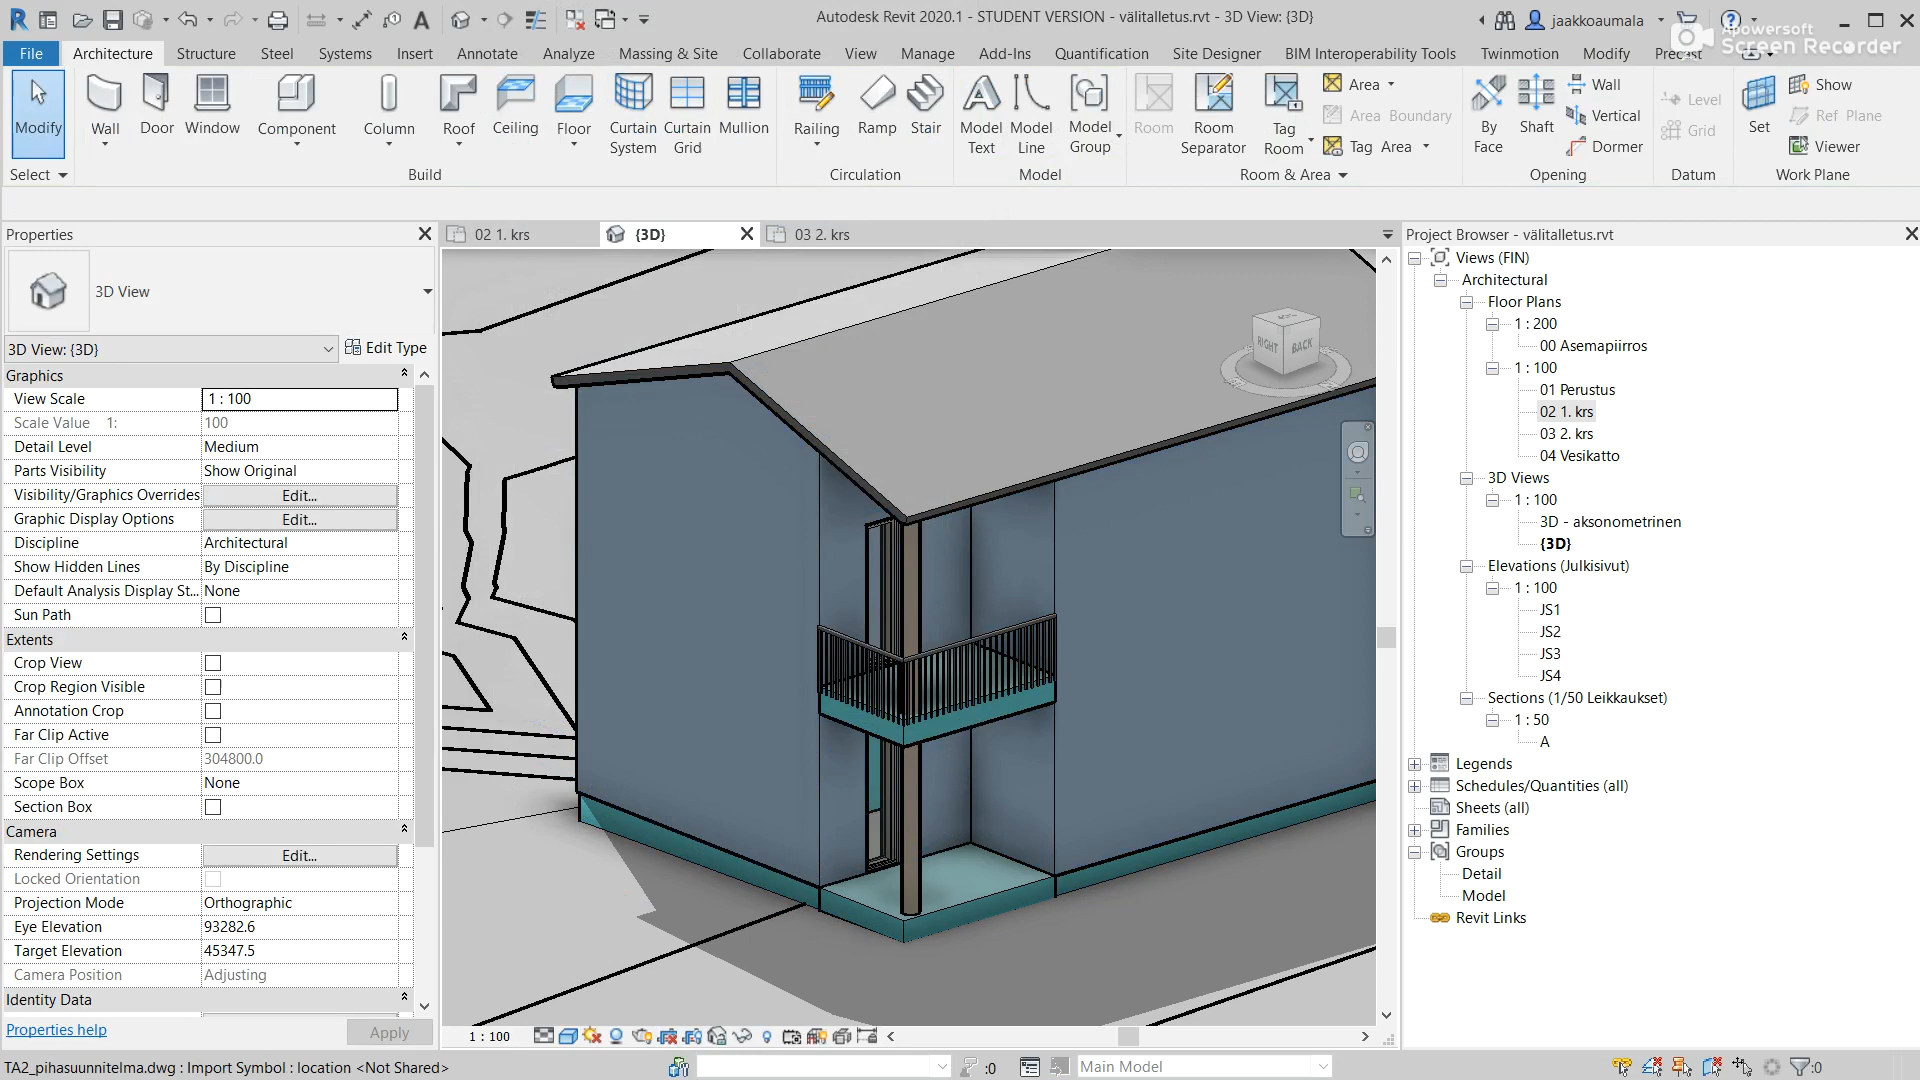 Autodesk Revit 2020.1 - STUDENT VERSION - välitalletus.rvt - 3D View: {3D}
jaakkoaumala
Apowersoft
Screen Recorder
File Architecture Structure Steel Systems Insert Annotate Analyze Massing & Site Collaborate View Manage Add-Ins Quantification Site Designer BIM Interoperability Tools Twinmotion Modify Precast
Modify
Wall
Door
Window
Component
Column
Roof
Ceiling
Floor
Curtain System
Curtain Grid
Mullion
Railing
Ramp
Stair
Model Text
Model Line
Model Group
Room
Room Separator
Tag Room
Area
Area Boundary
Tag Area
By Face
Shaft
Wall
Vertical
Dormer
Level
Grid
Set
Show
Ref Plane
Viewer
Select
Build
Circulation
Model
Room & Area
Opening
Datum
Work Plane
Properties
3D View
3D View: {3D}
Edit Type
Graphics
View Scale 1 : 100
Scale Value 1: 100
Detail Level Medium
Parts Visibility Show Original
Visibility/Graphics Overrides Edit...
Graphic Display Options Edit...
Discipline Architectural
Show Hidden Lines By Discipline
Default Analysis Display St... None
Sun Path
Extents
Crop View
Crop Region Visible
Annotation Crop
Far Clip Active
Far Clip Offset 304800.0
Scope Box None
Section Box
Camera
Rendering Settings Edit...
Locked Orientation
Projection Mode Orthographic
Eye Elevation 93282.6
Target Elevation 45347.5
Camera Position Adjusting
Identity Data
Properties help
Apply
02 1. krs
{3D}
03 2. krs
RIGHT
BACK
1 : 100
Project Browser - välitalletus.rvt
Views (FIN)
Architectural
Floor Plans
1 : 200
00 Asemapiirros
1 : 100
01 Perustus
02 1. krs
03 2. krs
04 Vesikatto
3D Views
1 : 100
3D - aksonometrinen
{3D}
Elevations (Julkisivut)
1 : 100
JS1
JS2
JS3
JS4
Sections (1/50 Leikkaukset)
1 : 50
A
Legends
Schedules/Quantities (all)
Sheets (all)
Families
Groups
Detail
Model
Revit Links
TA2_pihasuunnitelma.dwg : Import Symbol : location <Not Shared>
:0
Main Model
:0